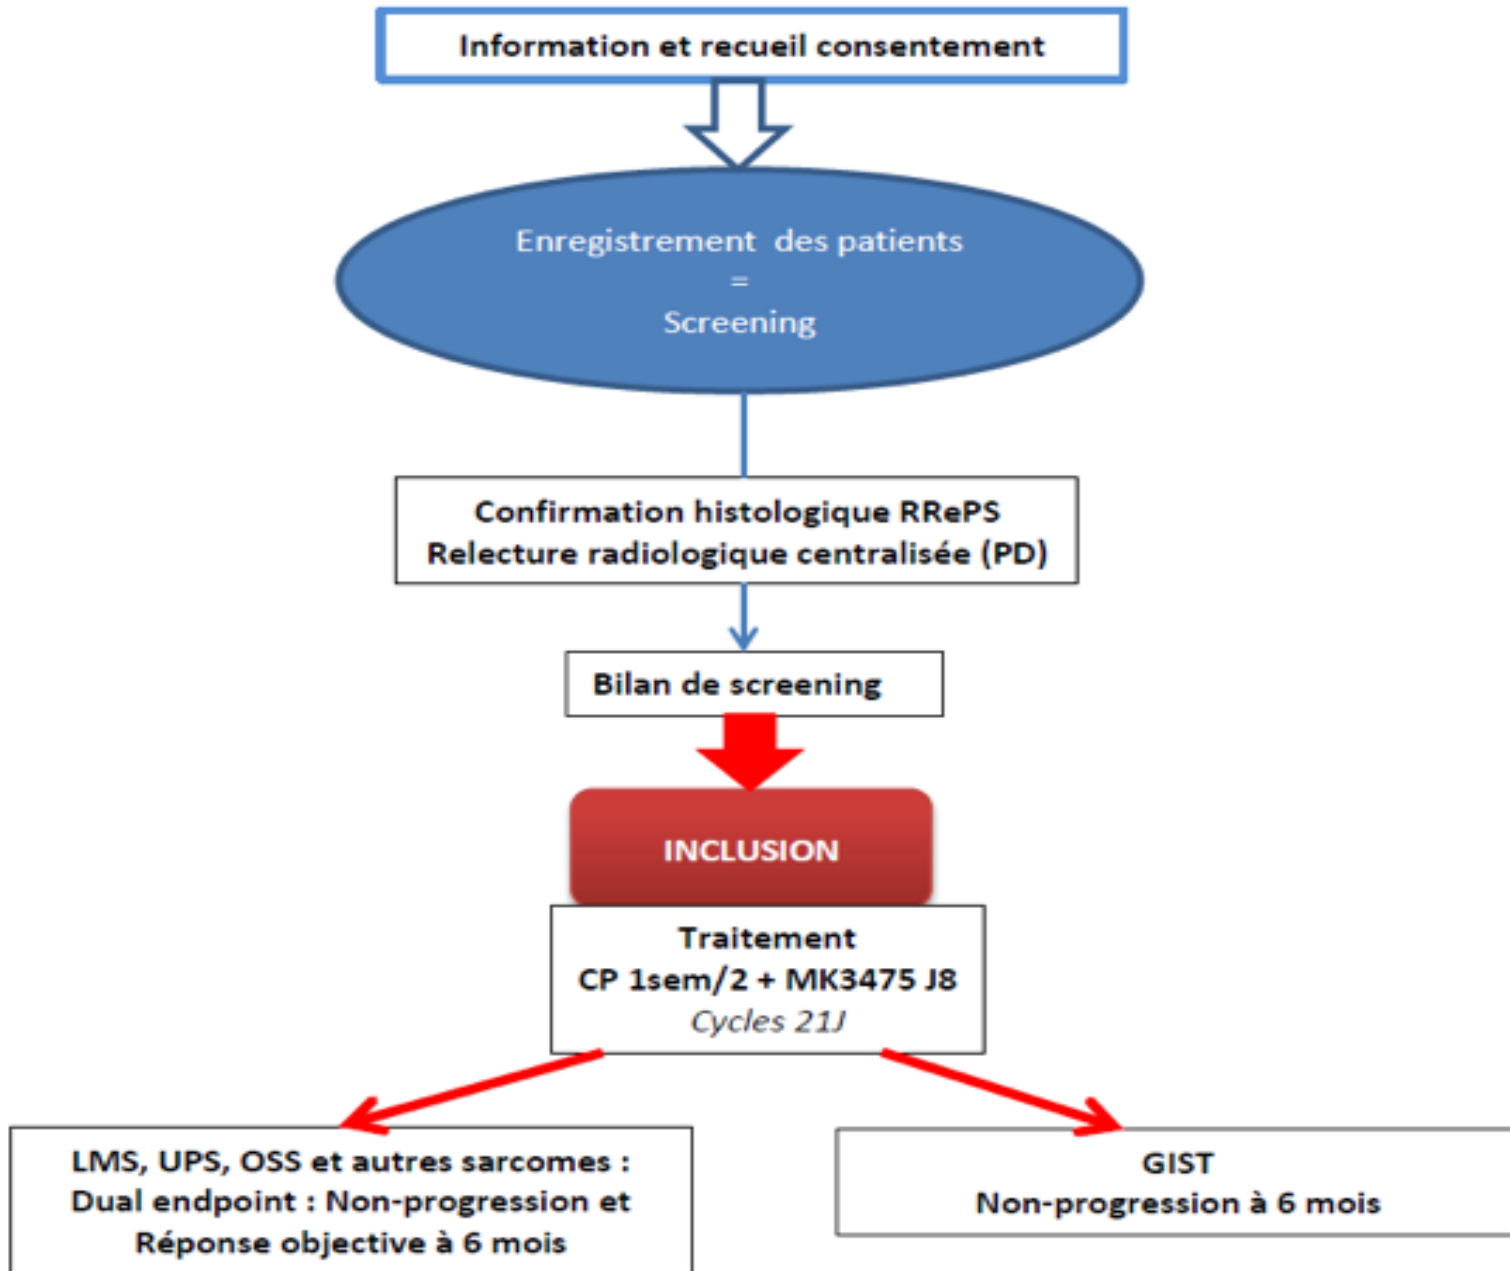 Information et recueil consentement
Enregistrement des patients
=
Screening
Confirmation histologique RRePS
Relecture radiologique centralisée (PD)
Bilan de screening
INCLUSION
Traitement
CP 1sem/2 + MK3475 J8
Cycles 21J
LMS, UPS, OSS et autres sarcomes :
Dual endpoint : Non-progression et
Réponse objective à 6 mois
GIST
Non-progression à 6 mois